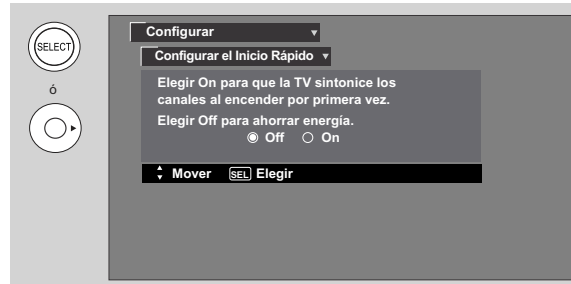 SELECT
ó
Configurar
Configurar el Inicio Rápido
Elegir On para que la TV sintonice los
canales al encender por primera vez.
Elegir Off para ahorrar energía.
Off On
Mover SEL Elegir